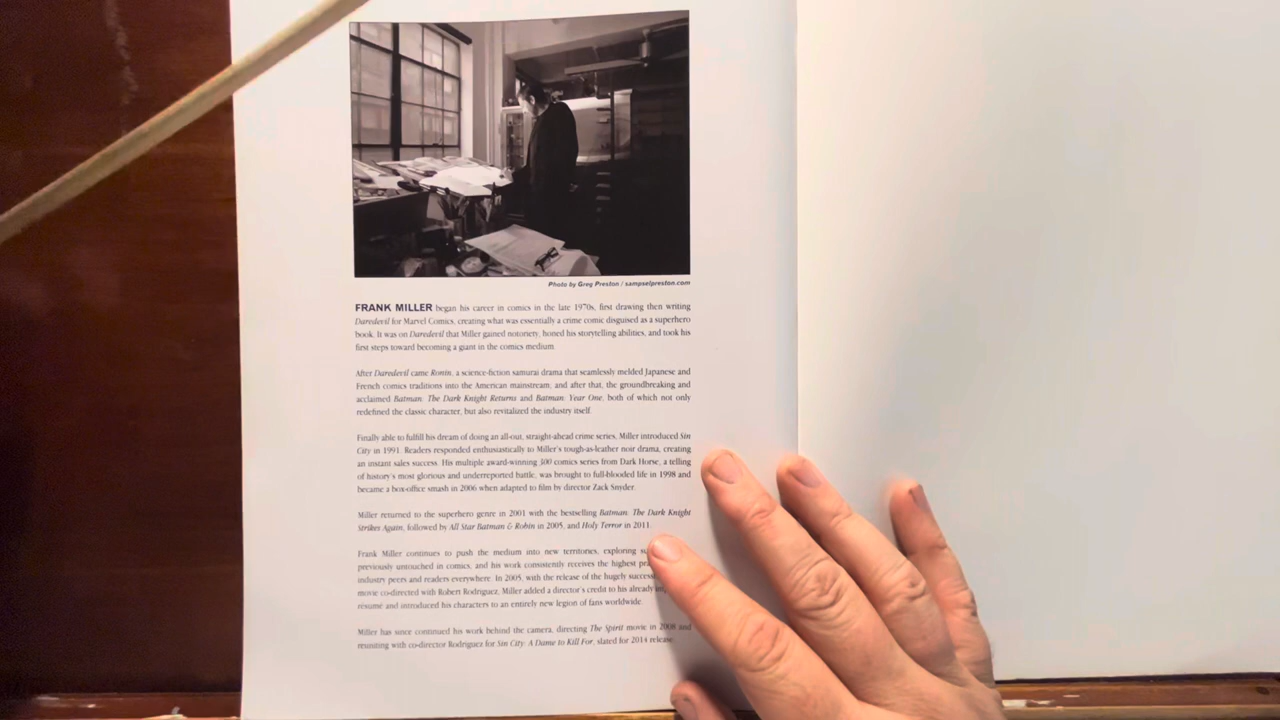 Photo by Greg Preston / sampselpreston.com
FRANK MILLER began his career in comics in the late 1970s, first drawing then writing
Daredevil for Marvel Comics, creating what was essentially a crime comic disguised as a superhero
book. It was on Daredevil that Miller gained notoriety, honed his storytelling abilities, and took his
first steps toward becoming a giant in the comics medium.
After Daredevil came Ronin, a science-fiction samurai drama that seamlessly melded Japanese and
French comics traditions into the American mainstream, and after that, the groundbreaking and
acclaimed Batman: The Dark Knight Returns and Batman: Year One, both of which not only
redefined the classic character, but also revitalized the industry itself.
Finally able to fulfill his dream of doing an all-out, straight-ahead crime series, Miller introduced Sin
City in 1991. Readers responded enthusiastically to Miller's tough-as-leather noir drama, creating
an instant sales success. His multiple award-winning 300 comics series from Dark Horse, a telling
of history's most glorious and underreported battle, was brought to full-blooded life in 1998 and
became a box-office smash in 2006 when adapted to film by director Zack Snyder.
Miller returned to the superhero genre in 2001 with the bestselling Batman: The Dark Knight
Strikes Again, followed by All Star Batman & Robin in 2005, and Holy Terror in 2011.
Frank Miller continues to push the medium into new territories, exploring
previously untouched in comics, and his work consistently receives the highest
industry peers and readers everywhere. In 2005, with the release of the hugely
movie co-directed with Robert Rodriguez, Miller added a director's credit to his already
résumé and introduced his characters to an entirely new legion of fans worldwide.
Miller has since continued his work behind the camera, directing The Spirit movie in 2008 and
reuniting with co-director Rodriguez for Sin City: A Dame to Kill For, slated for 2014 release.